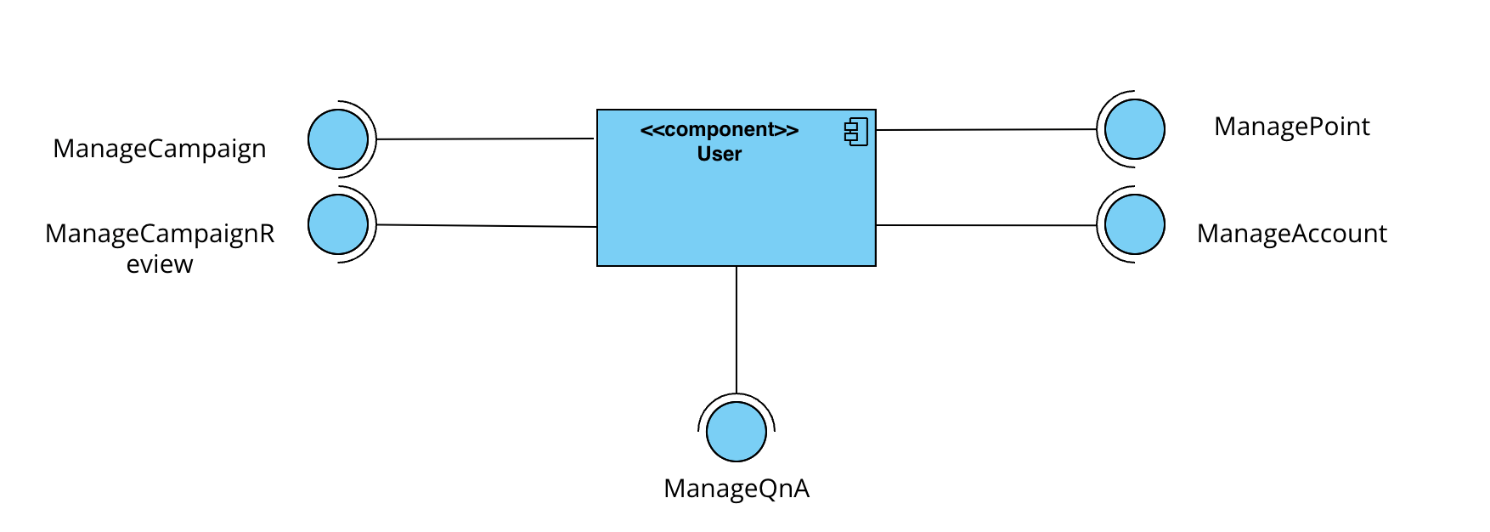 <<component>>
User
ManageCampaign
ManageCampaignR
eview
ManagePoint
ManageAccount
ManageQnA